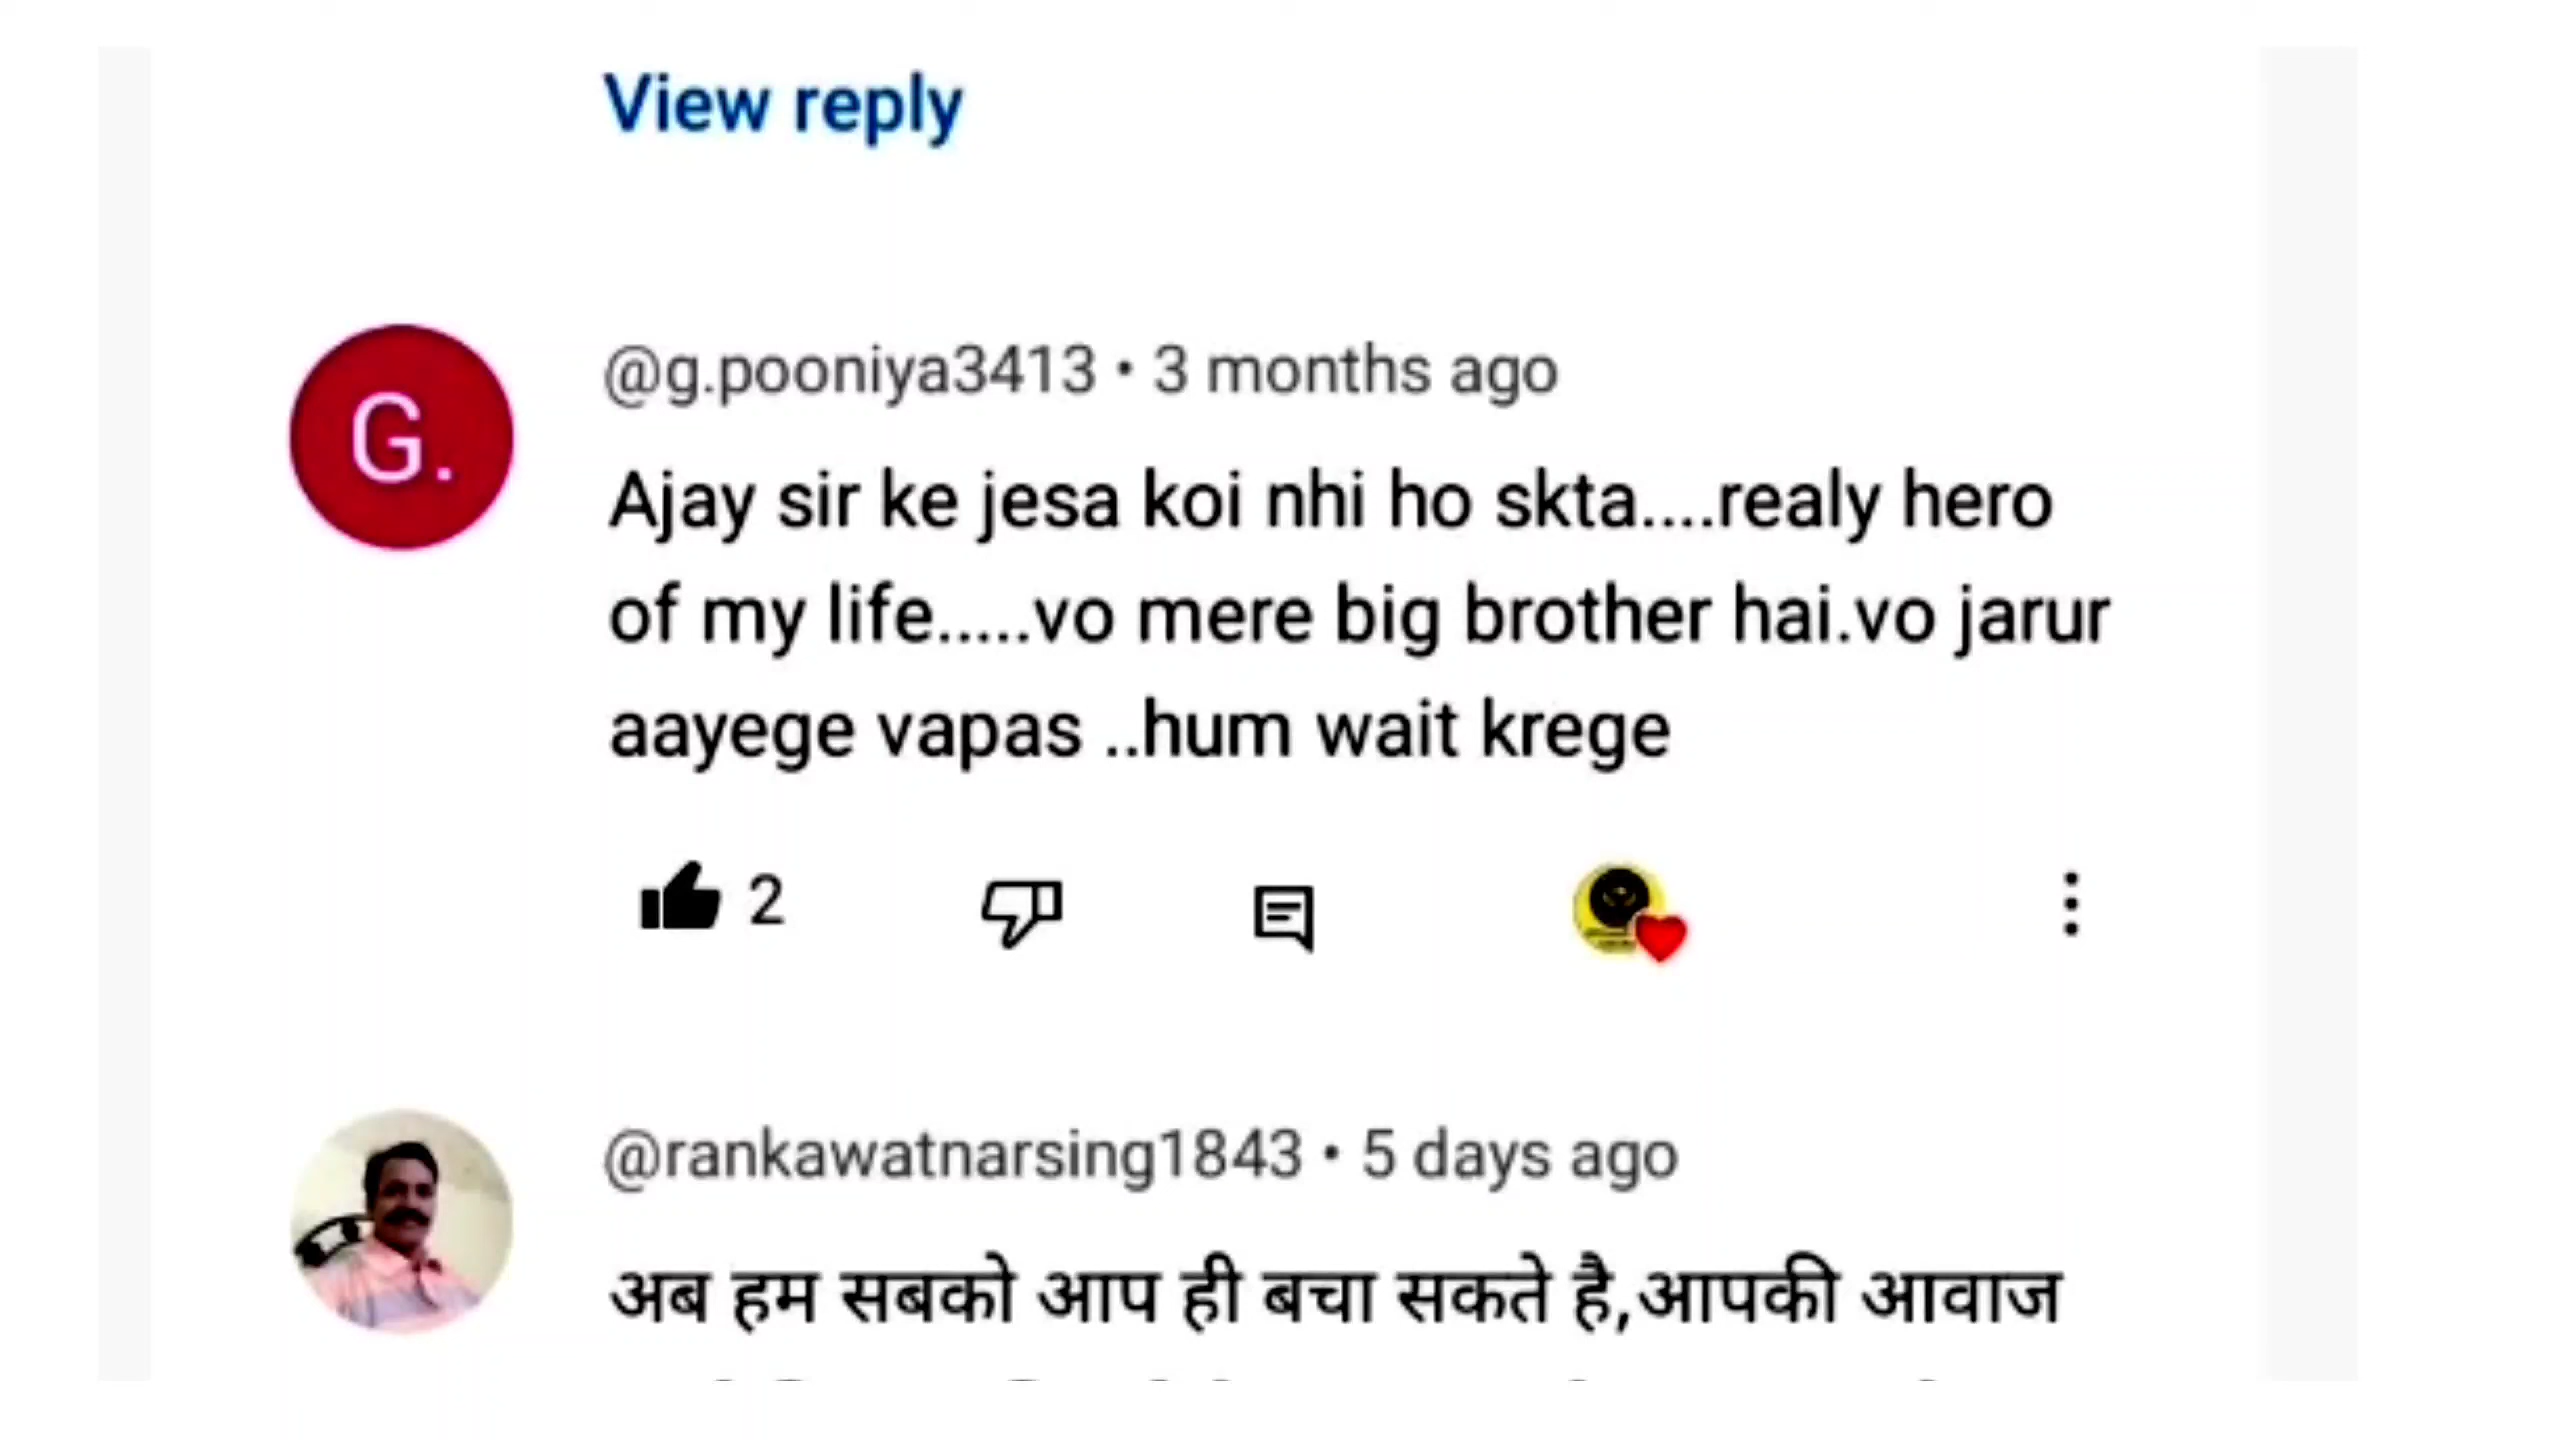 View reply
G.
@g.pooniya3413 • 3 months ago
Ajay sir ke jesa koi nhi ho skta....realy hero
of my life.....vo mere big brother hai.vo jarur
aayege vapas ..hum wait krege
2
@rankawatnarsing1843 • 5 days ago
अब हम सबको आप ही बचा सकते है,आपकी आवाज